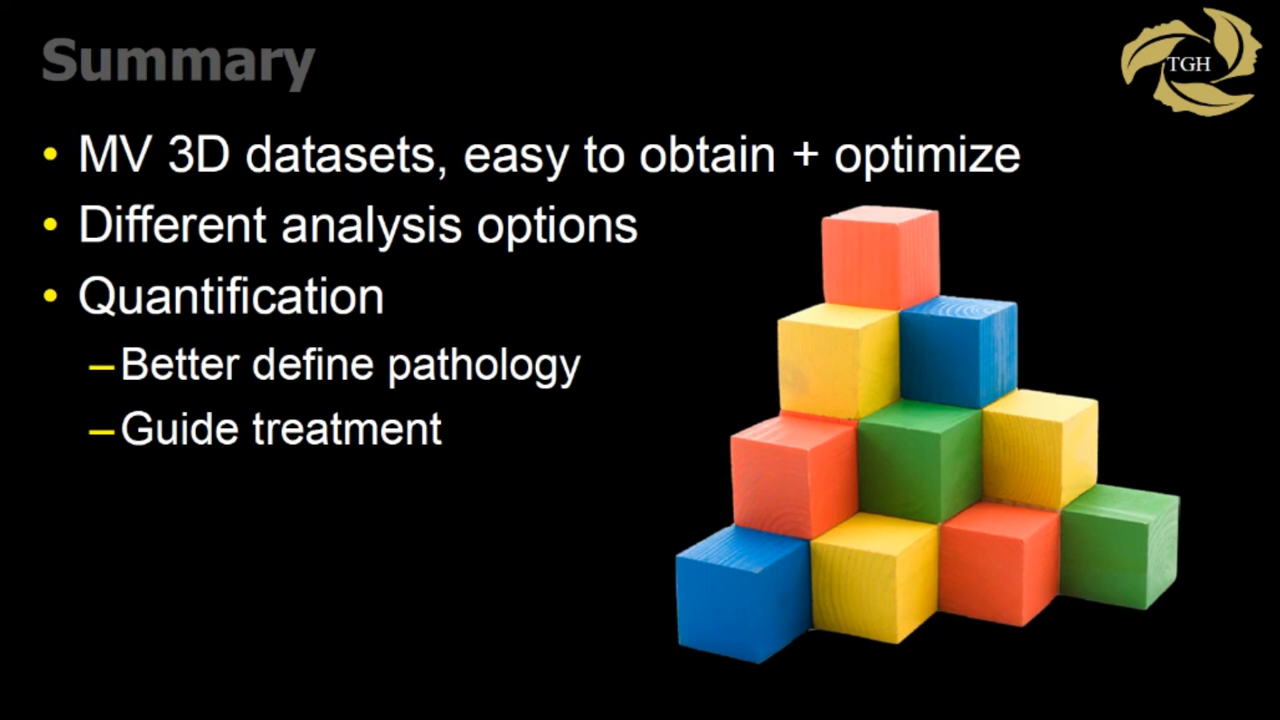 Summary
TGH
• MV 3D datasets, easy to obtain + optimize
• Different analysis options
• Quantification
–Better define pathology
–Guide treatment